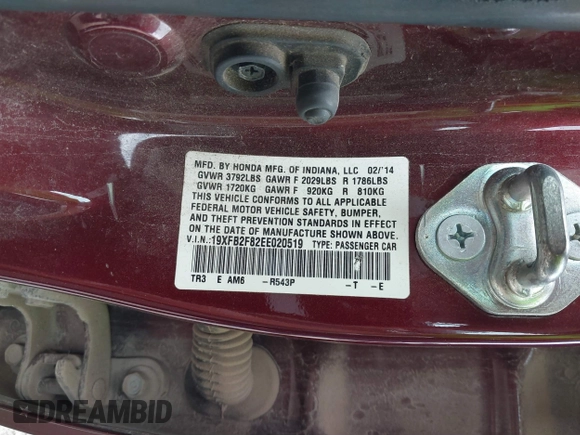 MFD. BY HONDA MFG. OF INDIANA, LLC 02/'14
GVWR 3792LBS GAWR F 2029LBS R 1786LBS
GVWR 1720KG GAWR F 920KG R 810KG
THIS VEHICLE CONFORMS TO ALL APPLICABLE
FEDERAL MOTOR VEHICLE SAFETY, BUMPER,
AND THEFT PREVENTION STANDARDS IN EFFECT
ON THE DATE OF MANUFACTURE SHOWN ABOVE.
V.I.N.:19XFB2F82EE020519 TYPE: PASSENGER CAR
TR3 E AM6 -R543P -T -E
DREAMBID